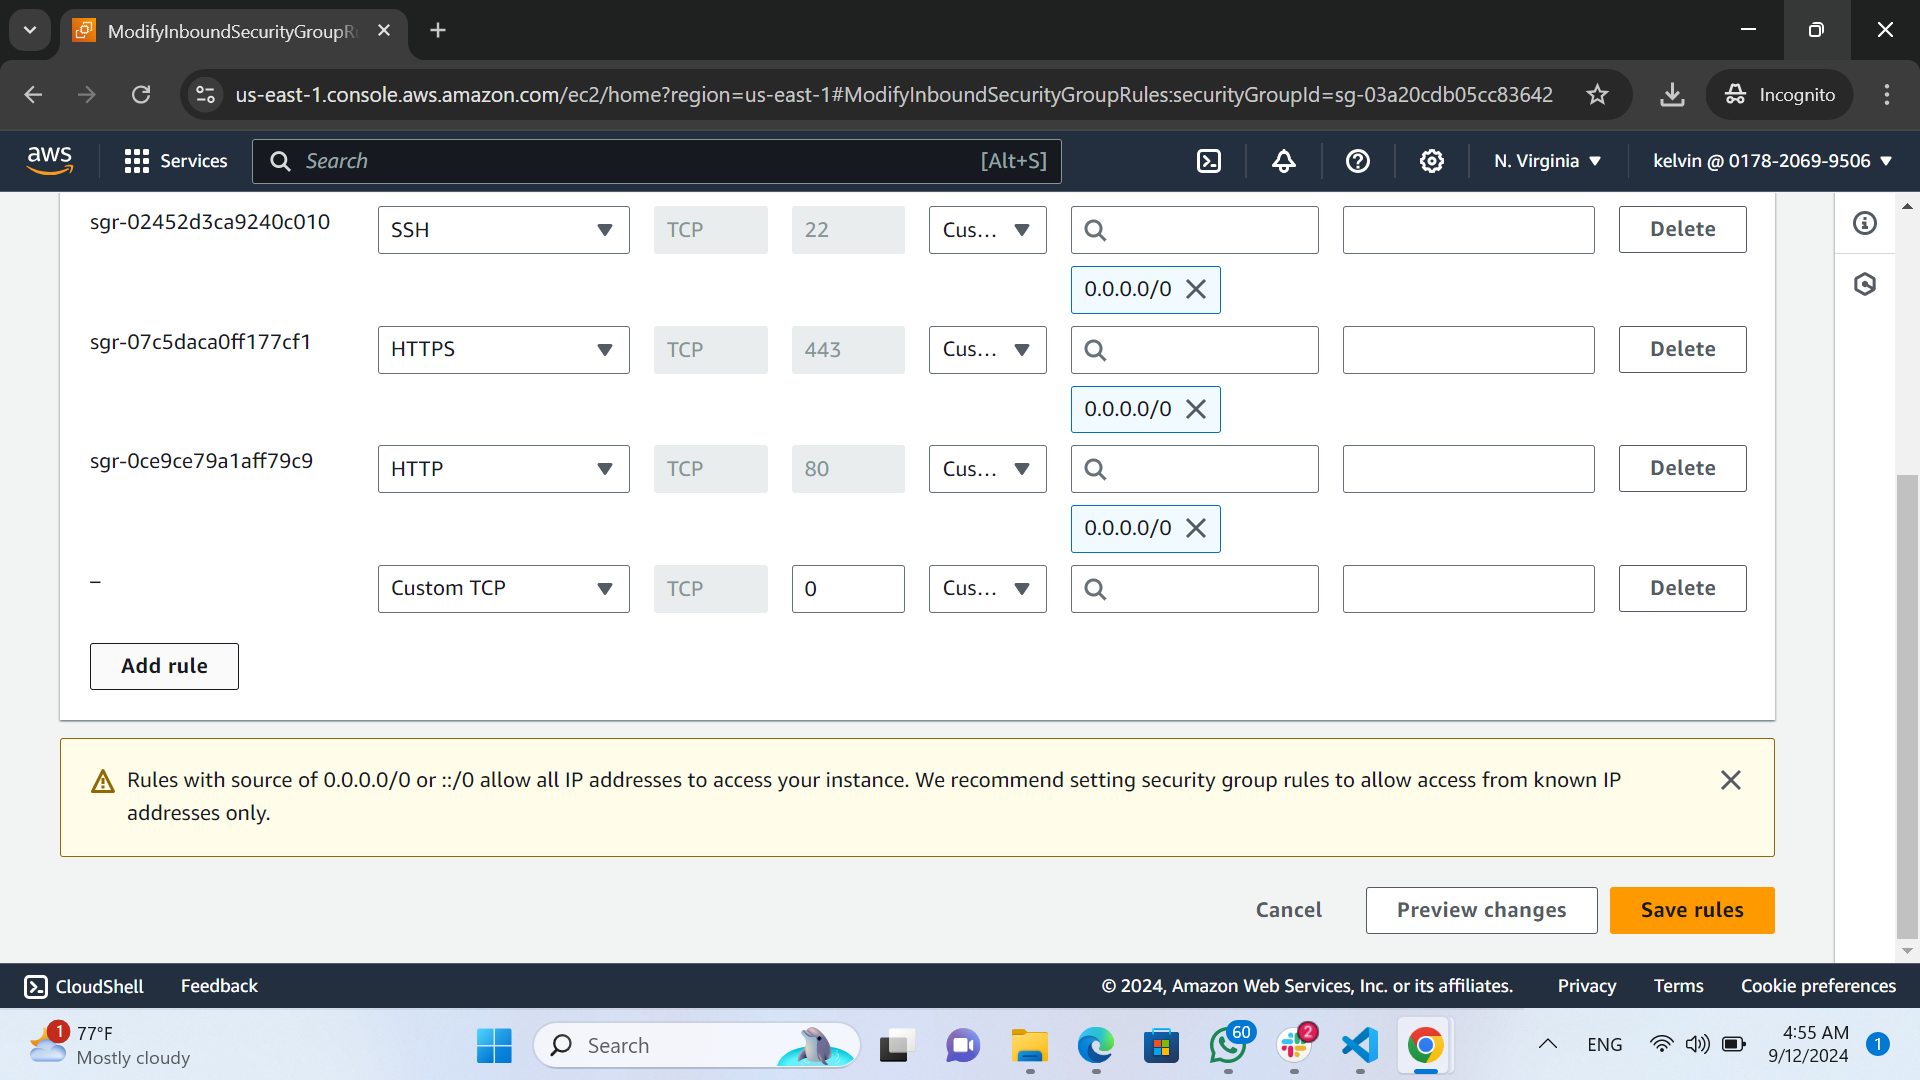 ModifyInboundSecurityGroupR
us-east-1.console.aws.amazon.com/ec2/home?region=us-east-1#ModifyInboundSecurityGroupRules:securityGroupId=sg-03a20cdb05cc83642
Incognito
aws
Services
Search
[Alt+S]
N. Virginia
kelvin @ 0178-2069-9506
sgr-02452d3ca9240c010
SSH
TCP
22
Cus...
Delete
0.0.0.0/0
sgr-07c5daca0ff177cf1
HTTPS
TCP
443
Cus...
Delete
0.0.0.0/0
sgr-0ce9ce79a1aff79c9
HTTP
TCP
80
Cus...
Delete
0.0.0.0/0
–
Custom TCP
TCP
0
Cus...
Delete
Add rule
Rules with source of 0.0.0.0/0 or ::/0 allow all IP addresses to access your instance. We recommend setting security group rules to allow access from known IP
addresses only.
Cancel
Preview changes
Save rules
CloudShell
Feedback
© 2024, Amazon Web Services, Inc. or its affiliates.
Privacy
Terms
Cookie preferences
1
77°F
Mostly cloudy
Search
60
2
ENG
4:55 AM
9/12/2024
1